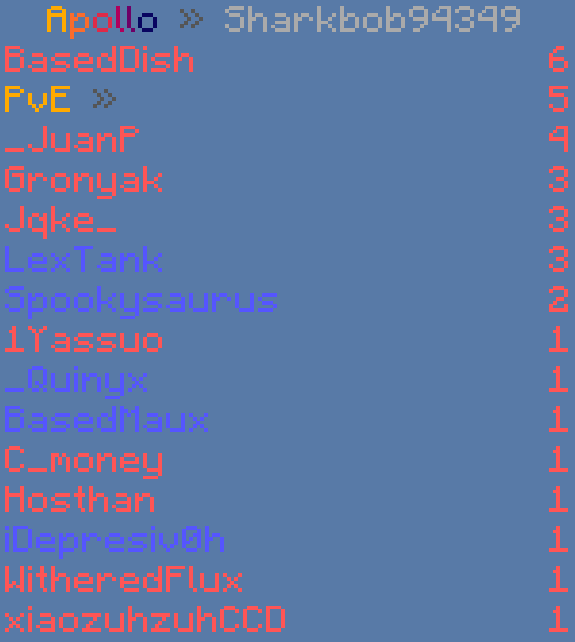 Apollo » Sharkbob94349
BasedDish 6
PvE » 5
_JuanP 4
Gronyak 3
Jqke_ 3
LexTank 3
Spookysaurus 2
1Yassuo 1
_Quinyx 1
BasedMaux 1
C_money 1
Hosthan 1
iDepresiv0h 1
WitheredFlux 1
xiaozuhzuhCCD 1